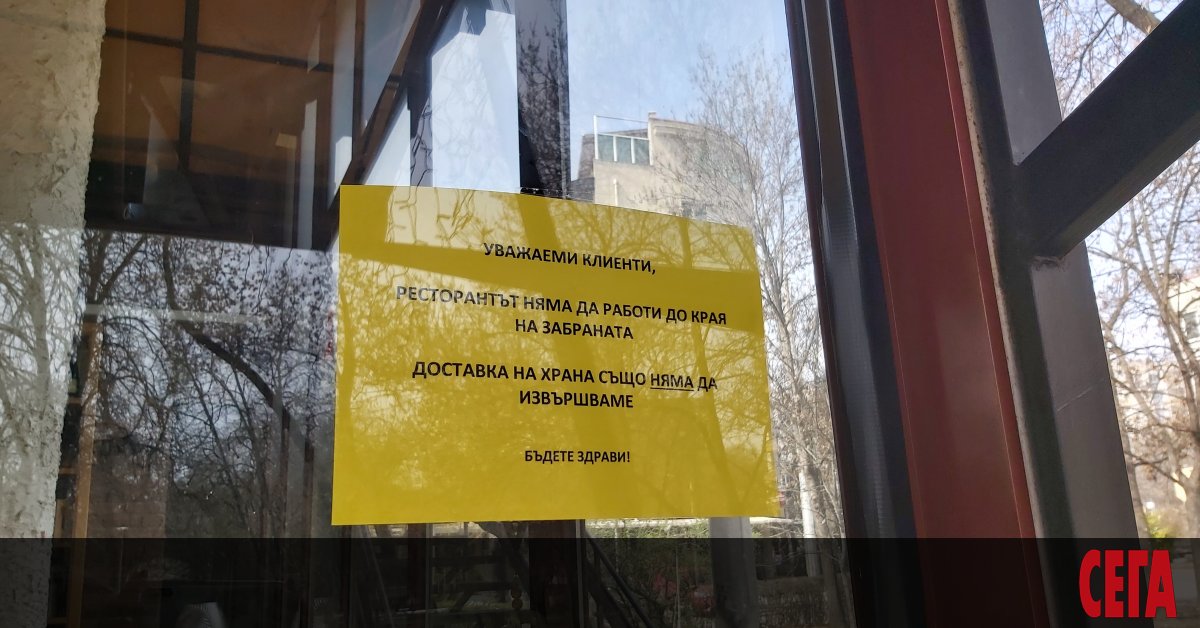 УВАЖАЕМИ КЛИЕНТИ,
РЕСТОРАНТЪТ НЯМА ДА РАБОТИ ДО КРАЯ
НА ЗАБРАНАТА
ДОСТАВКА НА ХРАНА СЪЩО НЯМА ДА
ИЗВЪРШВАМЕ
БЪДЕТЕ ЗДРАВИ!
СЕГА